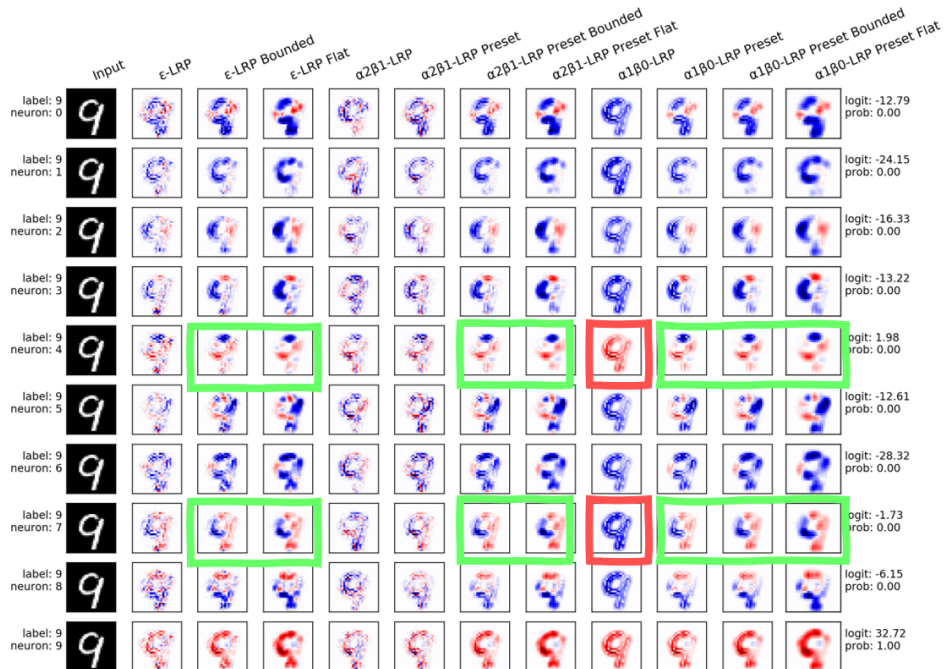 Input
ε-LRP
ε-LRP Bounded
ε-LRP Flat
α2β1-LRP
α2β1-LRP Preset
α2β1-LRP Preset Bounded
α2β1-LRP Preset Flat
α1β0-LRP
α1β0-LRP Preset
α1β0-LRP Preset Bounded
α1β0-LRP Preset Flat
label: 9
neuron: 0
logit: -12.79
prob: 0.00
label: 9
neuron: 1
logit: -24.15
prob: 0.00
label: 9
neuron: 2
logit: -16.33
prob: 0.00
label: 9
neuron: 3
logit: -13.22
prob: 0.00
label: 9
neuron: 4
logit: 1.98
prob: 0.00
label: 9
neuron: 5
logit: -12.61
prob: 0.00
label: 9
neuron: 6
logit: -28.32
prob: 0.00
label: 9
neuron: 7
logit: -1.73
prob: 0.00
label: 9
neuron: 8
logit: -6.15
prob: 0.00
label: 9
neuron: 9
logit: 32.72
prob: 1.00